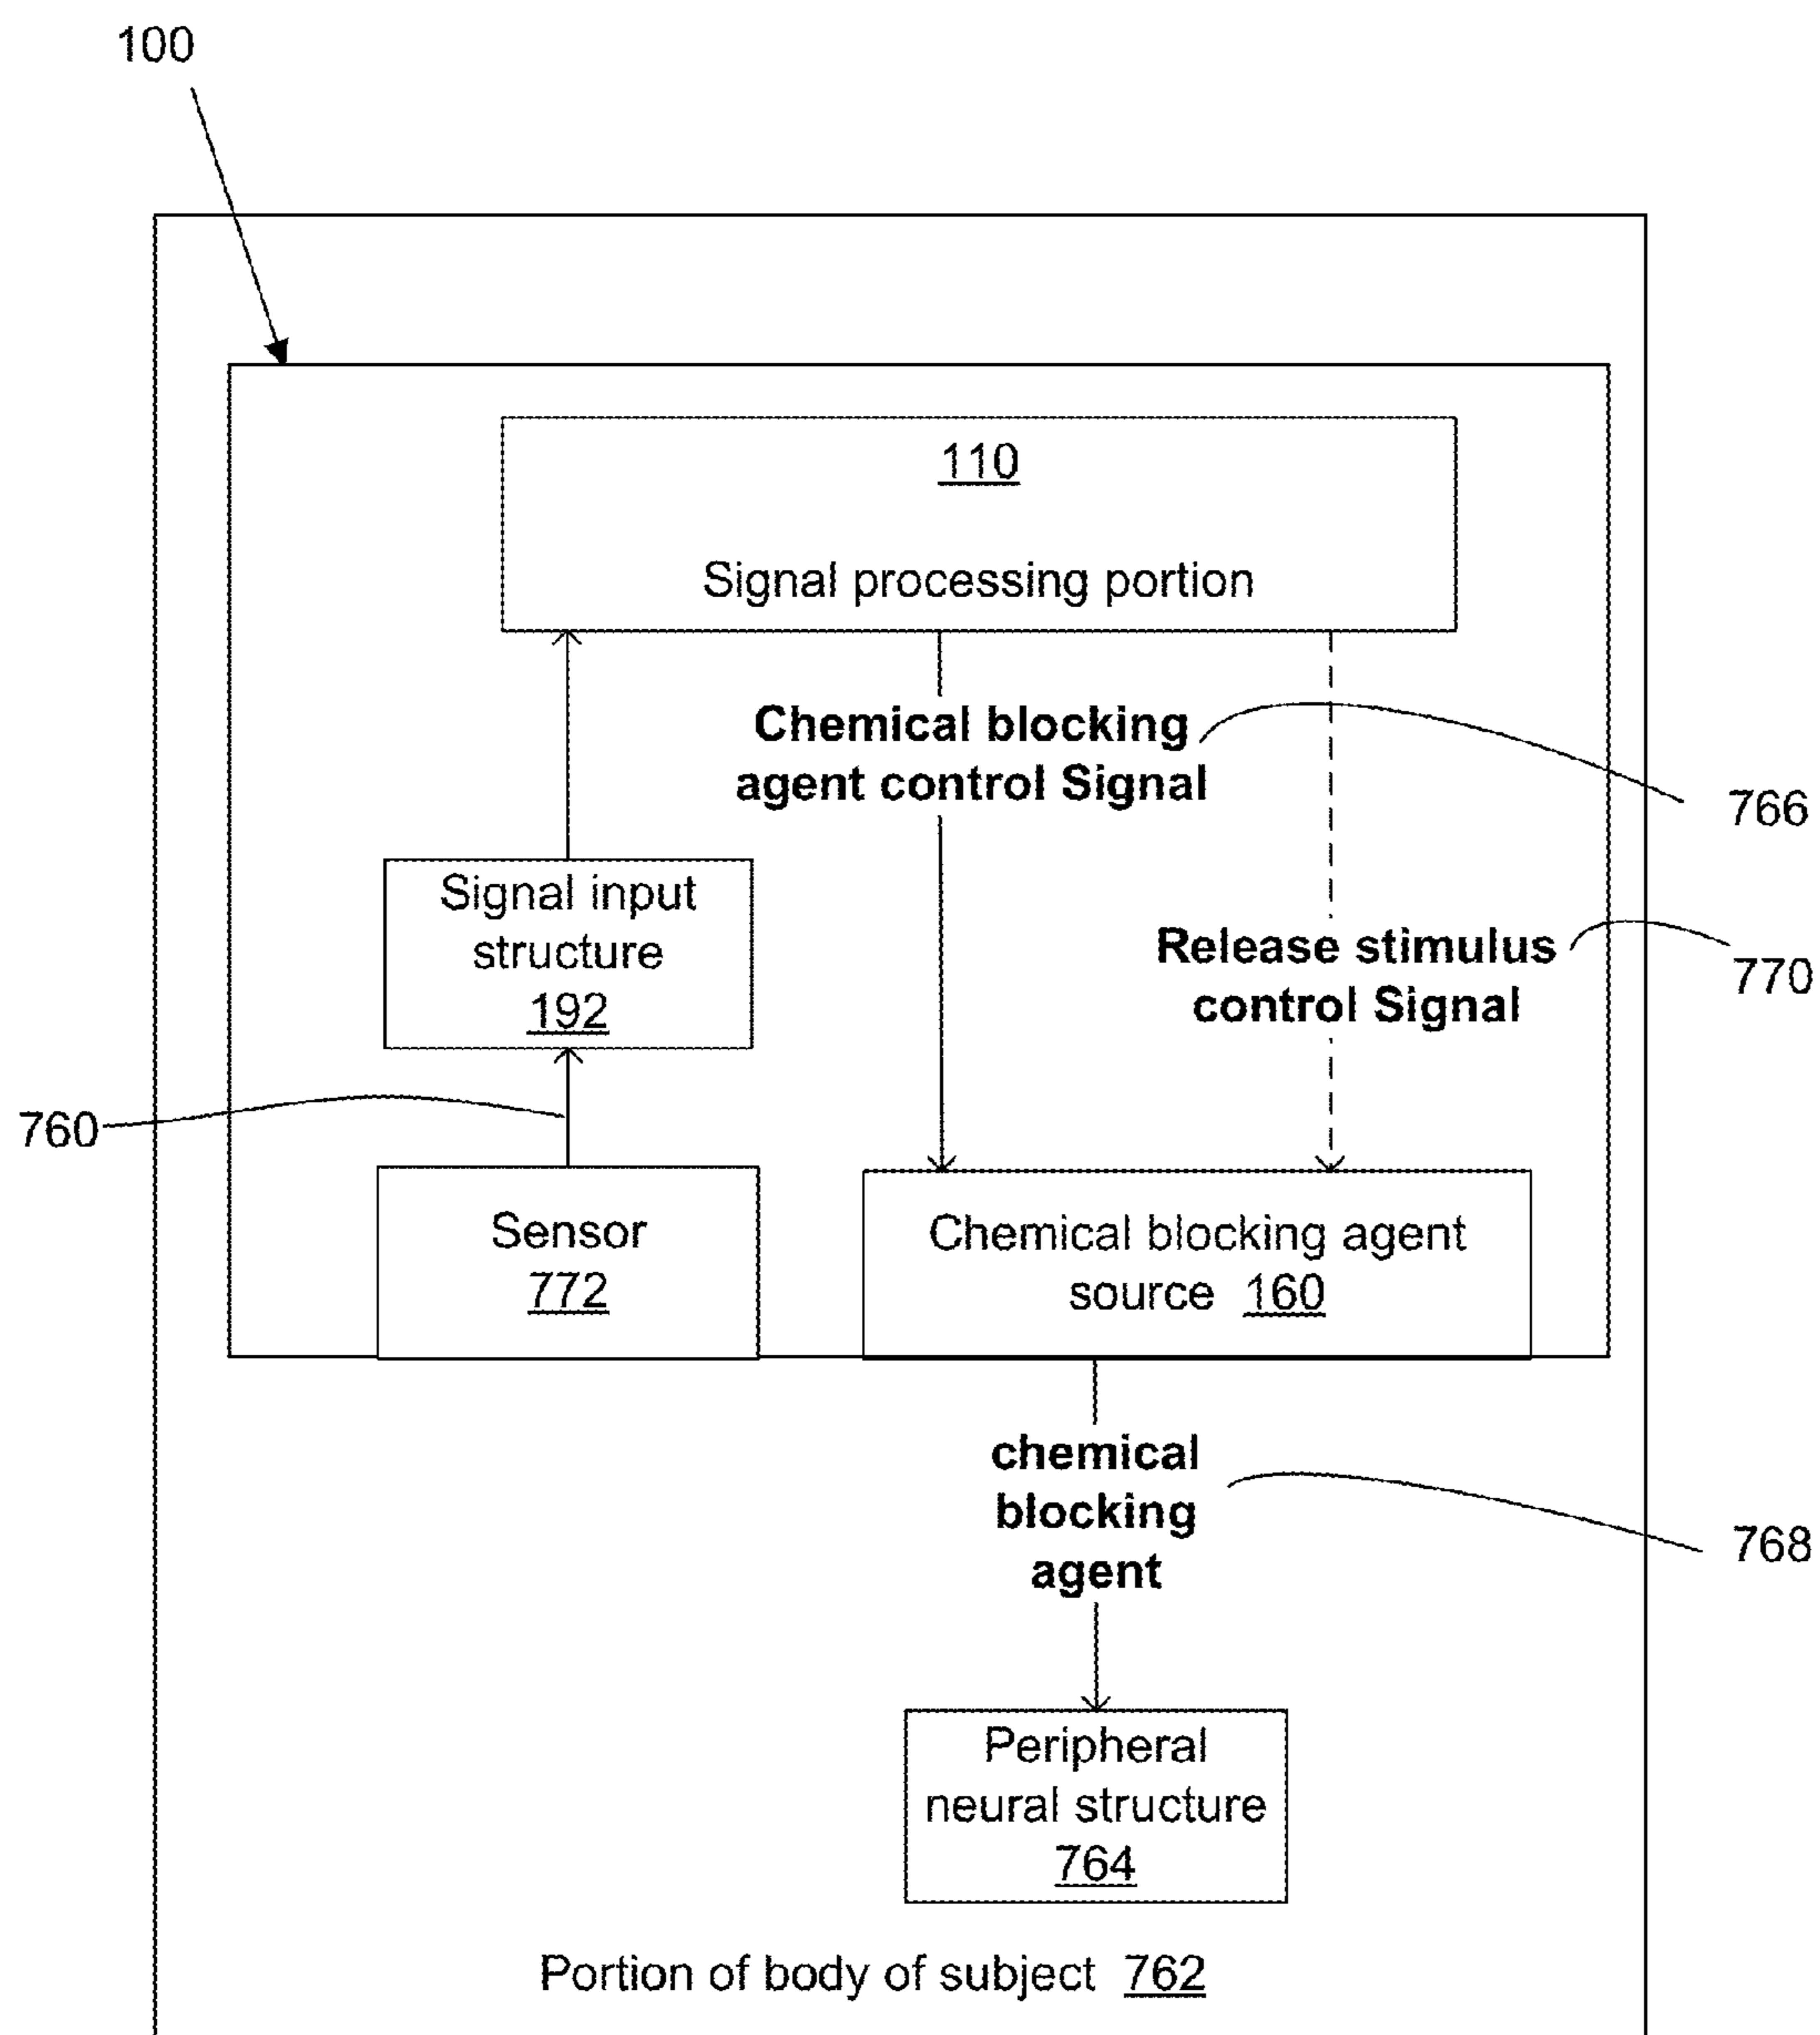 100
110
Signal processing portion
Chemical blocking
agent control Signal
766
Signal input
structure
192
Release stimulus
control Signal
770
760
Sensor
772
Chemical blocking agent
source 160
chemical
blocking
agent
768
Peripheral
neural structure
764
Portion of body of subject 762